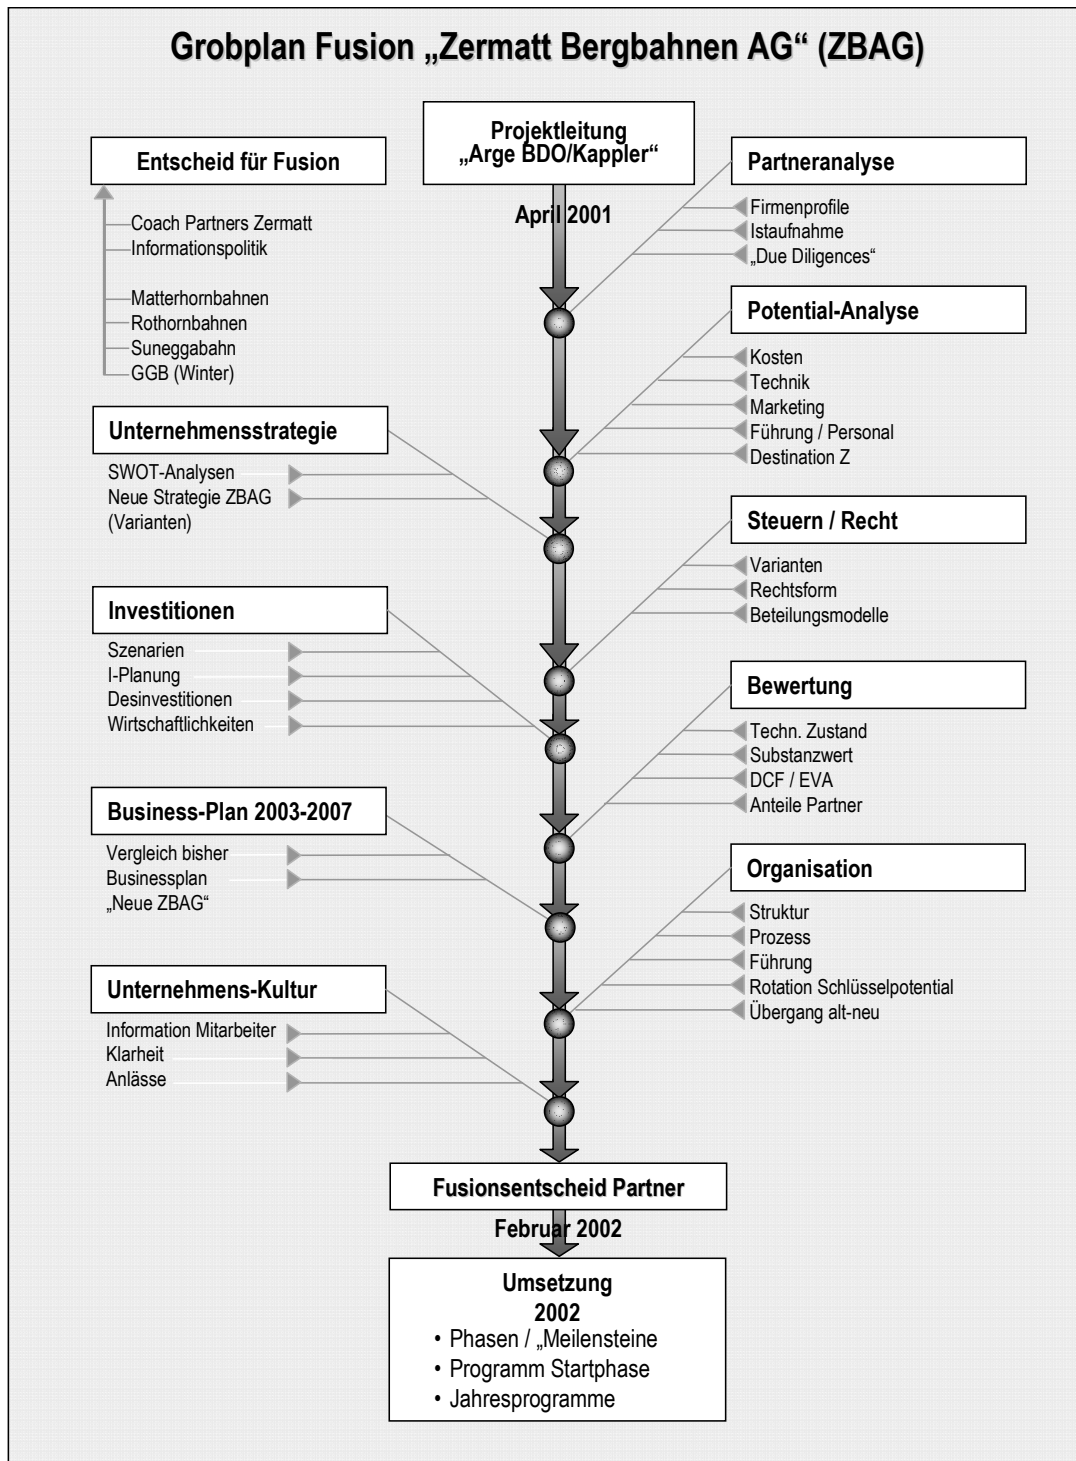 Grobplan Fusion „Zermatt Bergbahnen AG“ (ZBAG)
Projektleitung
„Arge BDO/Kappler“
April 2001
Entscheid für Fusion
Coach Partners Zermatt
Informationspolitik
Matterhornbahnen
Rothornbahnen
Suneggabahn
GGB (Winter)
Partneranalyse
Firmenprofile
Istaufnahme
„Due Diligences“
Potential-Analyse
Kosten
Technik
Marketing
Führung / Personal
Destination Z
Unternehmensstrategie
SWOT-Analysen
Neue Strategie ZBAG
(Varianten)
Steuern / Recht
Varianten
Rechtsform
Beteilungsmodelle
Investitionen
Szenarien
I-Planung
Desinvestitionen
Wirtschaftlichkeiten
Bewertung
Techn. Zustand
Substanzwert
DCF / EVA
Anteile Partner
Business-Plan 2003-2007
Vergleich bisher
Businessplan
„Neue ZBAG“
Organisation
Struktur
Prozess
Führung
Rotation Schlüsselpotential
Übergang alt-neu
Unternehmens-Kultur
Information Mitarbeiter
Klarheit
Anlässe
Fusionsentscheid Partner
Februar 2002
Umsetzung
2002
• Phasen / „Meilensteine
• Programm Startphase
• Jahresprogramme